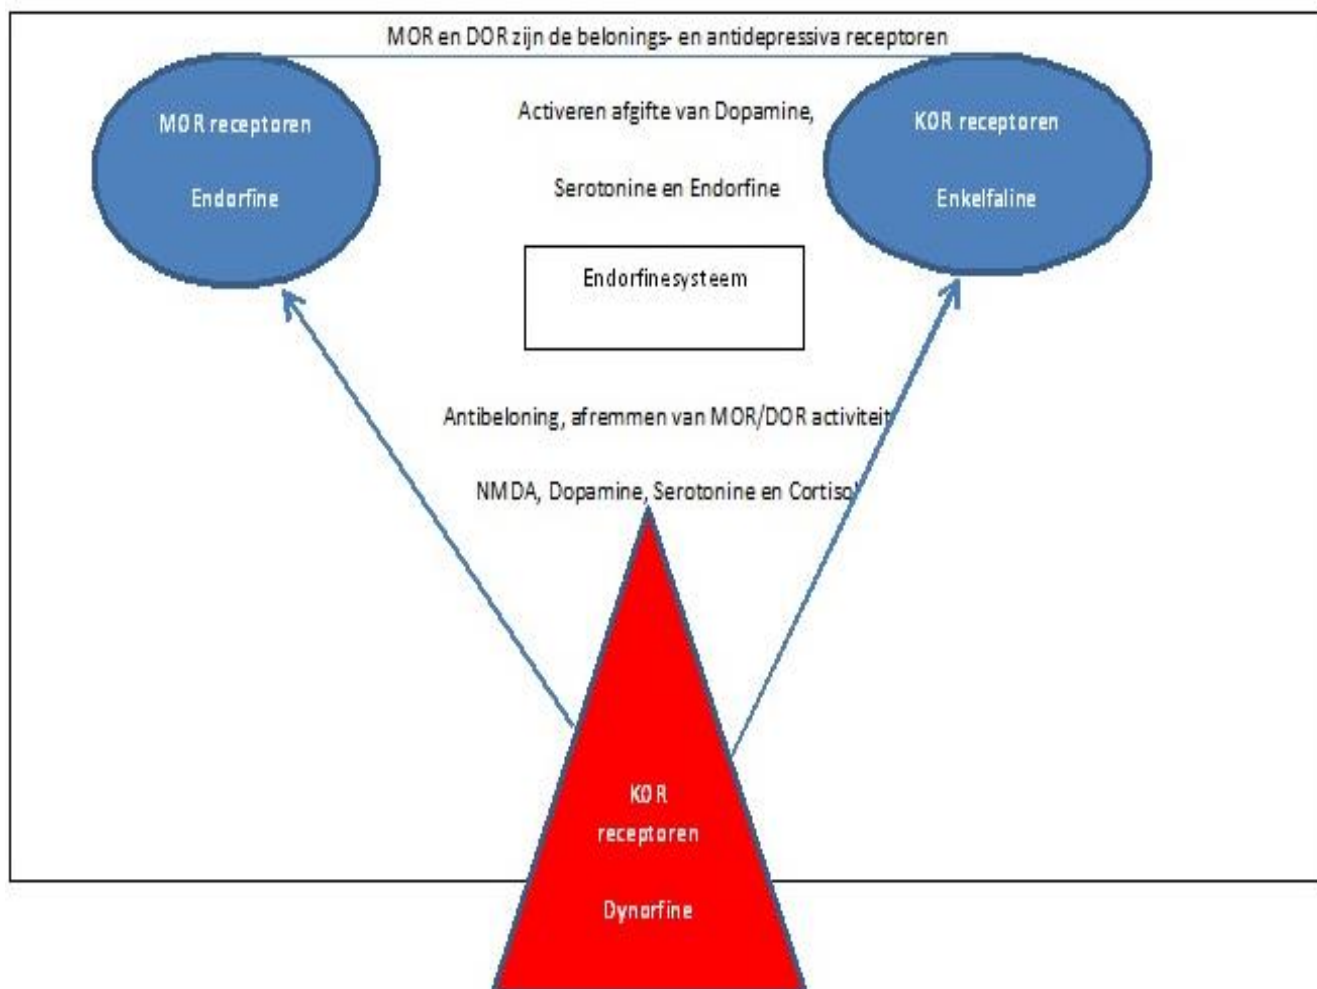 MOR en DOR zijn de belonings- en antidepressiva receptoren
MOR receptoren
Endorfine
Activeren afgifte van Dopamine,
Serotonine en Endorfine
KOR receptoren
Enkelfaline
Endorfinesysteem
Antibeloning, afremmen van MOR/DOR activiteit
NMDA, Dopamine, Serotonine en Cortisol
KOR
receptoren
Dynorfine